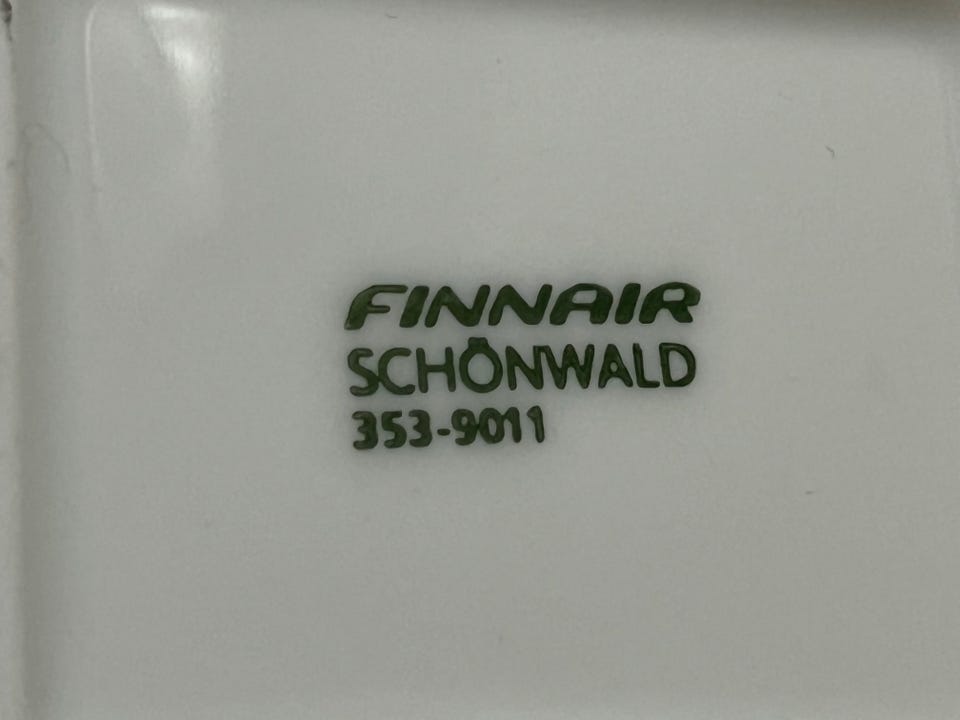 FINNAIR
SCHÖNWALD
353-9011